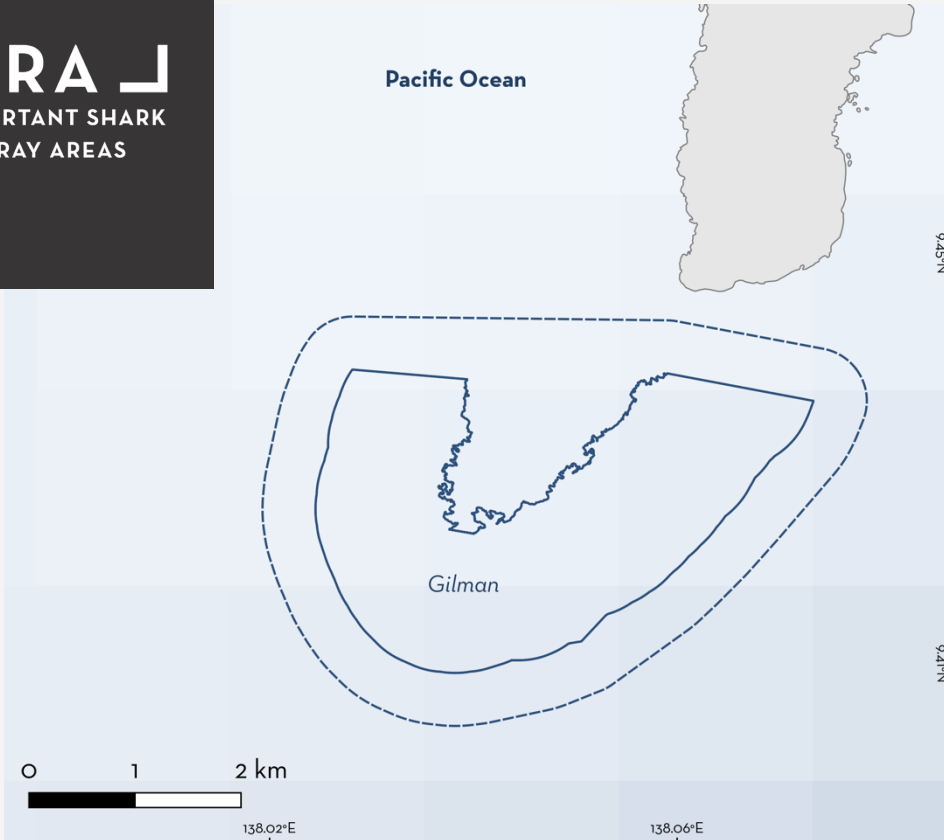 RA
RTANT SHARK
RAY AREAS
Pacific Ocean
9.45°N
Gilman
9.41°N
0 1 2 km
138.02°E 138.06°E